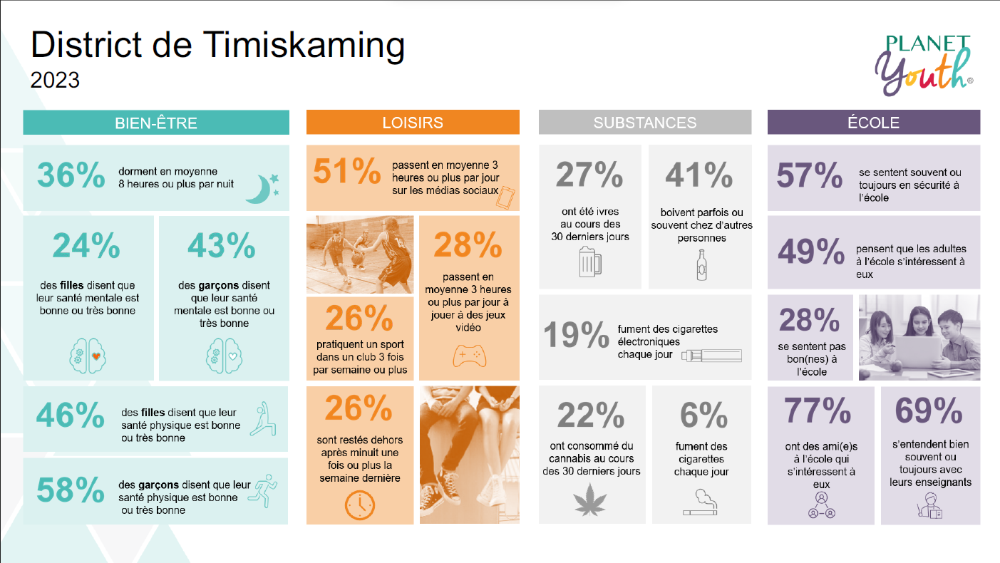 District de Timiskaming
2023
PLANET
Youth®
BIEN-ÊTRE
36%
dorment en moyenne
8 heures ou plus par nuit
24%
des filles disent que
leur santé mentale est
bonne ou très bonne
43%
des garçons disent
que leur santé
mentale est bonne ou
très bonne
46%
des filles disent que leur
santé physique est bonne
ou très bonne
58%
des garçons disent que leur
santé physique est bonne
ou très bonne
LOISIRS
51%
passent en moyenne 3
heures ou plus par jour
sur les médias sociaux
28%
passent en
moyenne 3 heures
ou plus par jour à
jouer à des jeux
vidéo
26%
pratiquent un sport
dans un club 3 fois
par semaine ou plus
26%
sont restés dehors
après minuit une
fois ou plus la
semaine dernière
SUBSTANCES
27%
ont été ivres
au cours des
30 derniers jours
41%
boivent parfois ou
souvent chez d’autres
personnes
19%
fument des cigarettes
électroniques
chaque jour
22%
ont consommé du
cannabis au cours
des 30 derniers jours
6%
fument des
cigarettes
chaque jour
ÉCOLE
57%
se sentent souvent ou
toujours en sécurité à
l’école
49%
pensent que les adultes
à l’école s’intéressent à
eux
28%
se sentent pas
bon(nes) à
l’école
77%
ont des ami(e)s
à l’école qui
s’intéressent à
eux
69%
s’entendent bien
souvent ou
toujours avec
leurs enseignants